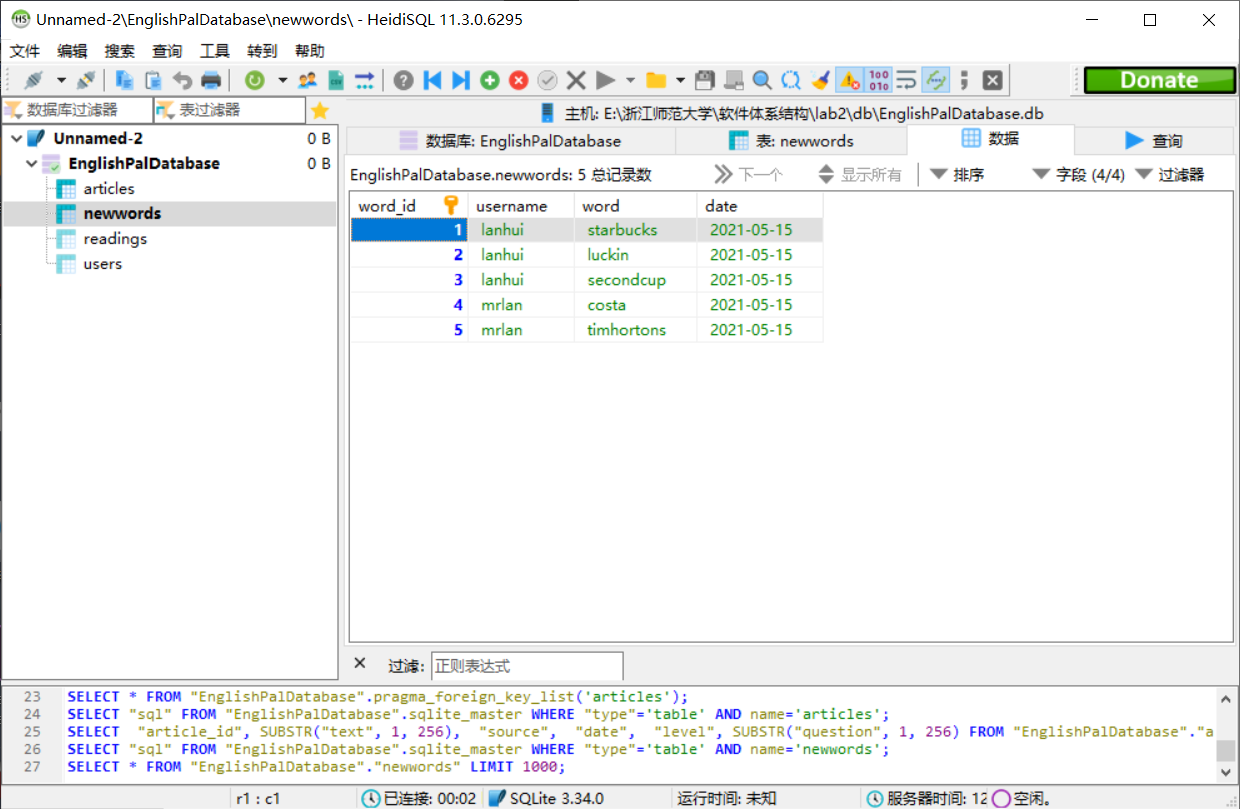 Unnamed-2\EnglishPalDatabase\newwords\ - HeidiSQL 11.3.0.6295
文件 编辑 搜索 查询 工具 转到 帮助
Donate
数据库过滤器 表过滤器
主机: E:\浙江师范大学\软件体系结构\lab2\db\EnglishPalDatabase.db
Unnamed-2 0 B
EnglishPalDatabase 0 B
articles
newwords
readings
users
数据库: EnglishPalDatabase 表: newwords 数据 查询
EnglishPalDatabase.newwords: 5 总记录数 下一个 显示所有 排序 字段 (4/4) 过滤器
word_id username word date
1 lanhui starbucks 2021-05-15
2 lanhui luckin 2021-05-15
3 lanhui secondcup 2021-05-15
4 mrlan costa 2021-05-15
5 mrlan timhortons 2021-05-15
过滤: 正则表达式
23 SELECT * FROM "EnglishPalDatabase".pragma_foreign_key_list('articles');
24 SELECT "sql" FROM "EnglishPalDatabase".sqlite_master WHERE "type"='table' AND name='articles';
25 SELECT "article_id", SUBSTR("text", 1, 256), "source", "date", "level", SUBSTR("question", 1, 256) FROM "EnglishPalDatabase"."a
26 SELECT "sql" FROM "EnglishPalDatabase".sqlite_master WHERE "type"='table' AND name='newwords';
27 SELECT * FROM "EnglishPalDatabase"."newwords" LIMIT 1000;
r1 : c1 已连接: 00:02 SQLite 3.34.0 运行时间: 未知 服务器时间: 12 空闲。